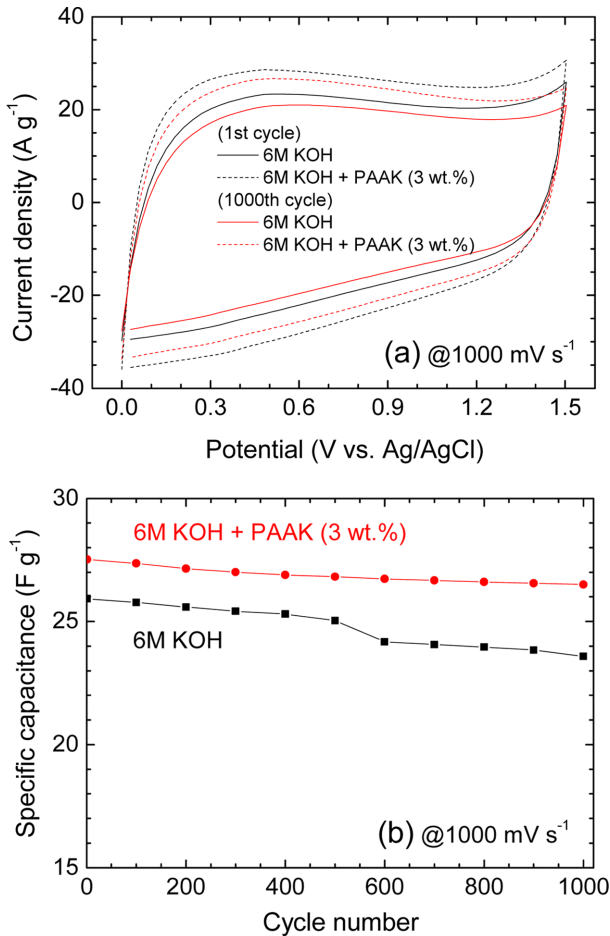 40
20
0
-20
-40
Current density (A g⁻¹)
(1st cycle)
6M KOH
6M KOH + PAAK (3 wt.%)
(1000th cycle)
6M KOH
6M KOH + PAAK (3 wt.%)
(a) @1000 mV s⁻¹
0.0 0.3 0.6 0.9 1.2 1.5
Potential (V vs. Ag/AgCl)
30
25
20
15
Specific capacitance (F g⁻¹)
6M KOH + PAAK (3 wt.%)
6M KOH
(b) @1000 mV s⁻¹
0 200 400 600 800 1000
Cycle number